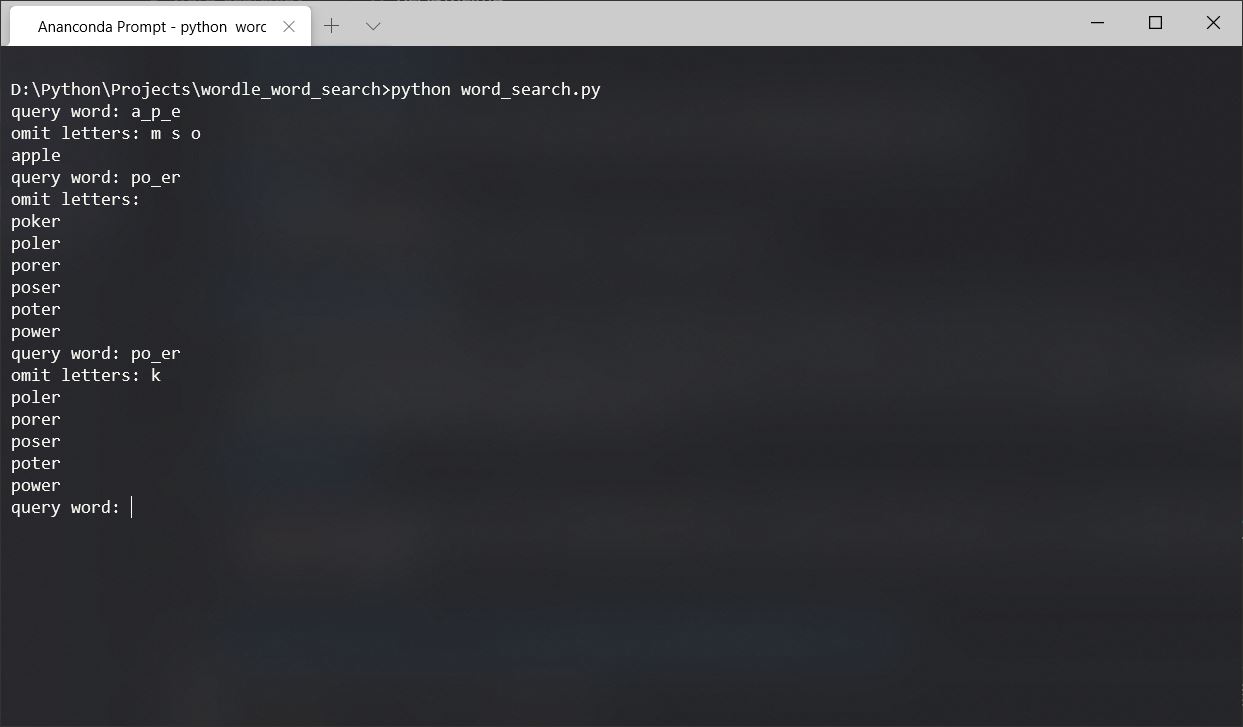 Ananconda Prompt - python word
D:\Python\Projects\wordle_word_search>python word_search.py
query word: a_p_e
omit letters: m s o
apple
query word: po_er
omit letters:
poker
poler
porer
poser
poter
power
query word: po_er
omit letters: k
poler
porer
poser
poter
power
query word: